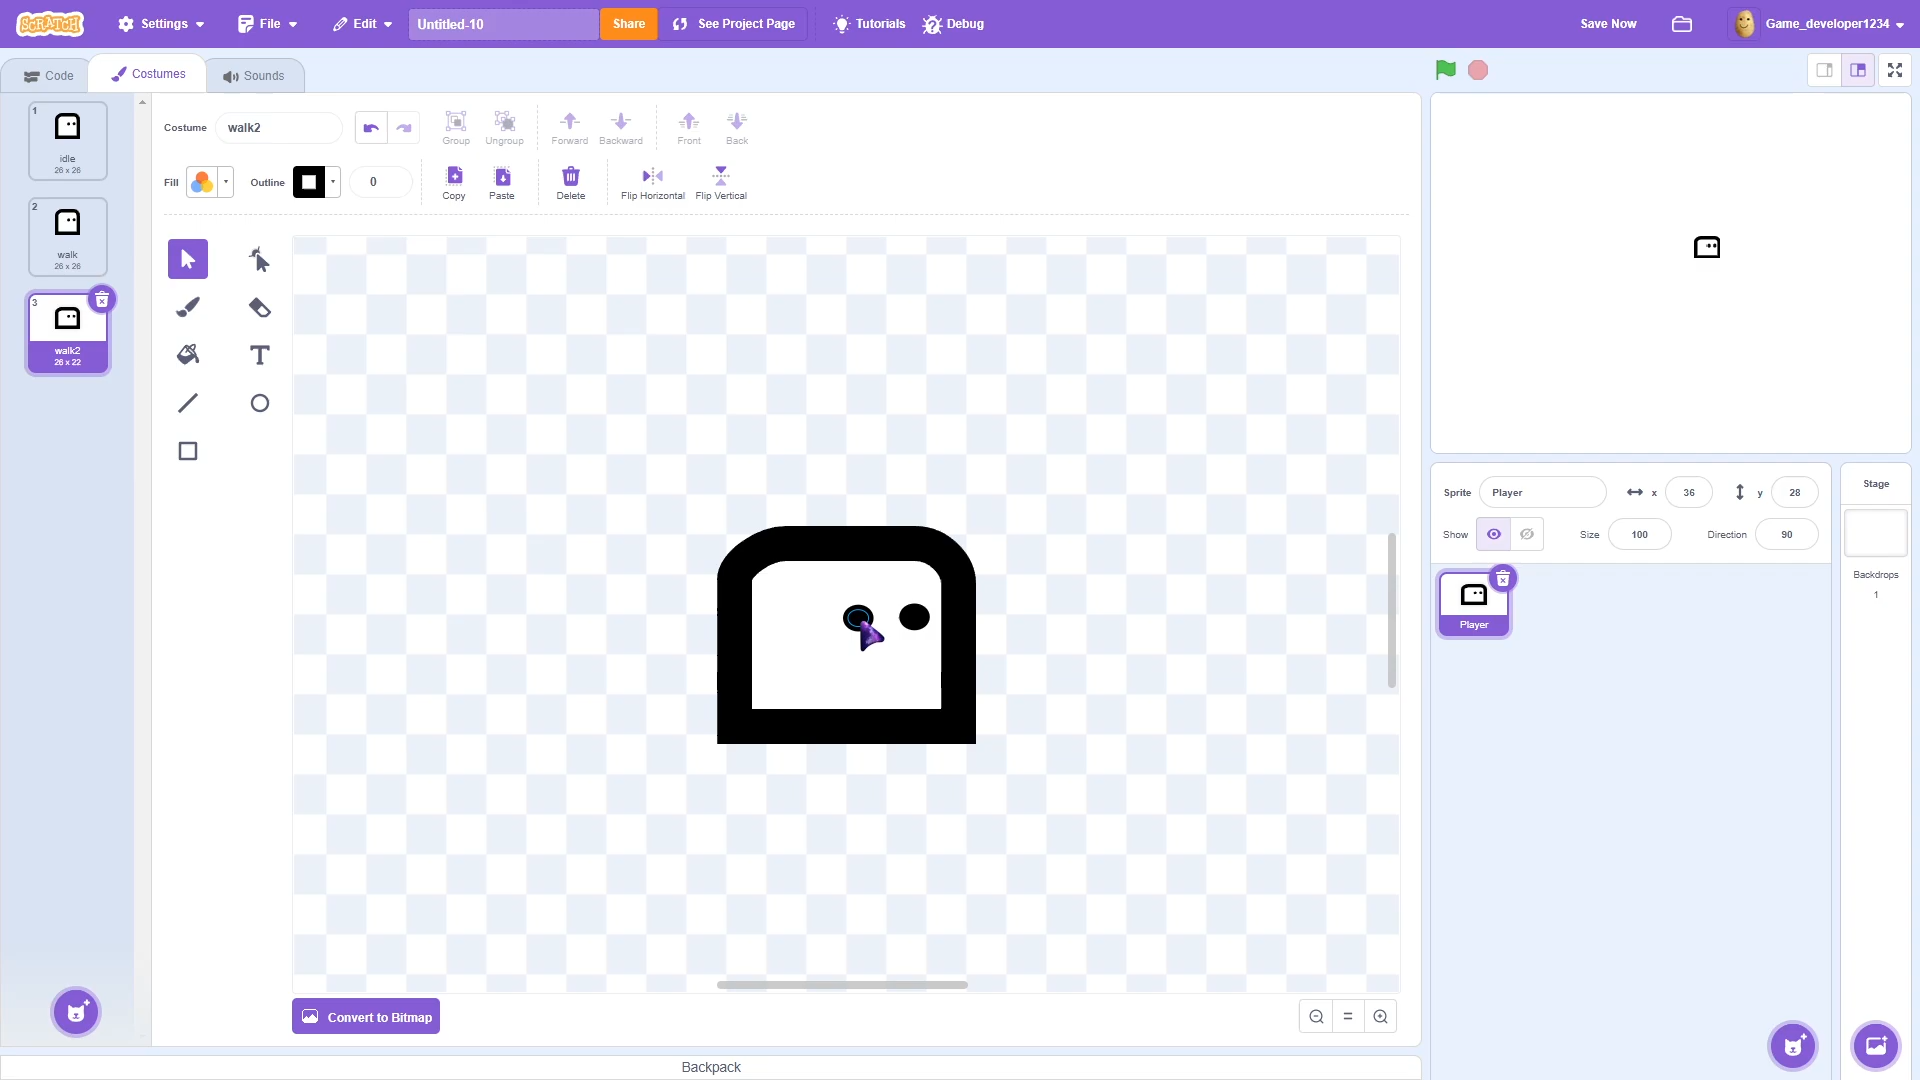 SCRATCH
Settings
File
Edit
Untitled-10
Share
See Project Page
Tutorials
Debug
Save Now
Game_developer1234
Code
Costumes
Sounds
1
idle
26 x 26
2
walk
26 x 26
3
walk2
26 x 22
Costume
walk2
Group
Ungroup
Forward
Backward
Front
Back
Fill
Outline
0
Copy
Paste
Delete
Flip Horizontal
Flip Vertical
Convert to Bitmap
Backpack
Sprite
Player
x
36
y
28
Show
Size
100
Direction
90
Player
Stage
Backdrops
1